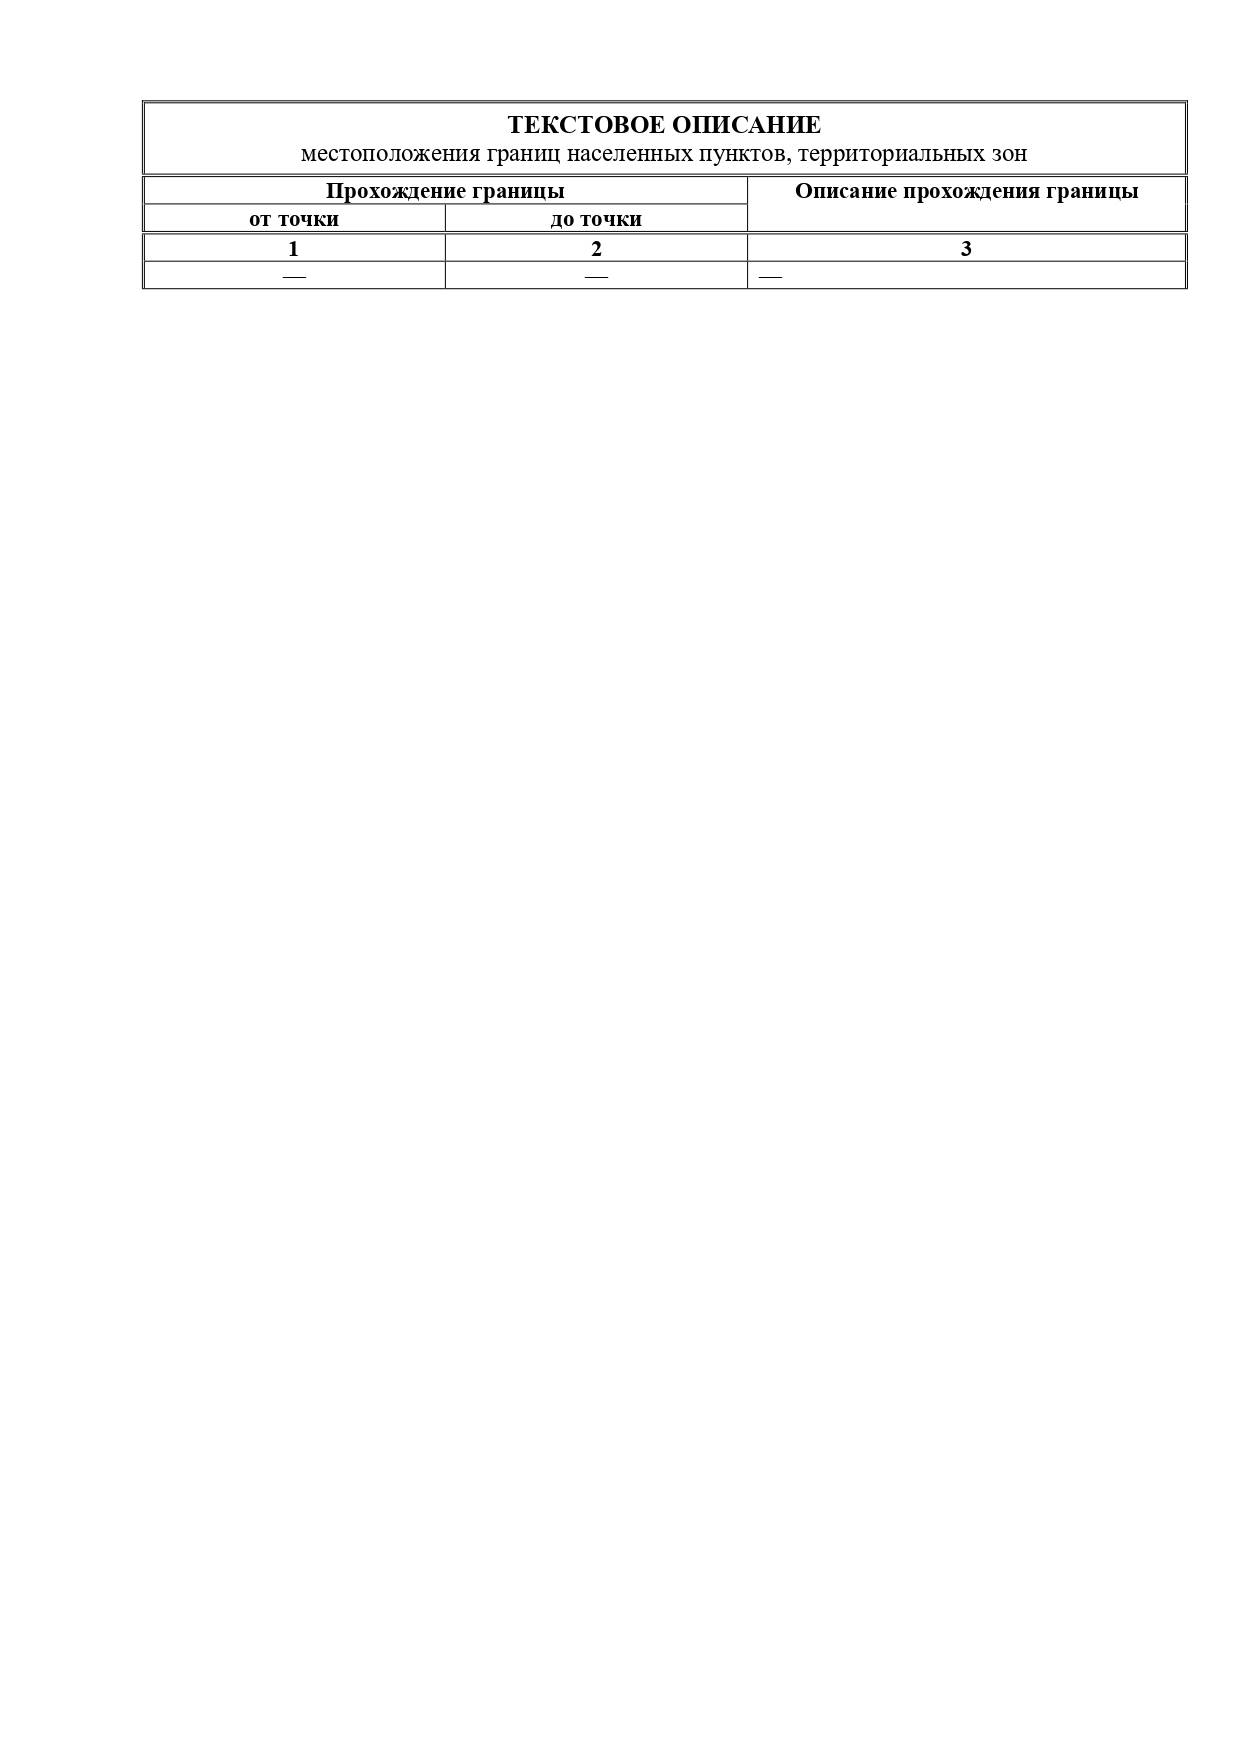 ТЕКСТОВОЕ ОПИСАНИЕ
местоположения границ населенных пунктов, территориальных зон
Прохождение границы Описание прохождения границы
от точки до точки
1 2 3
— — —